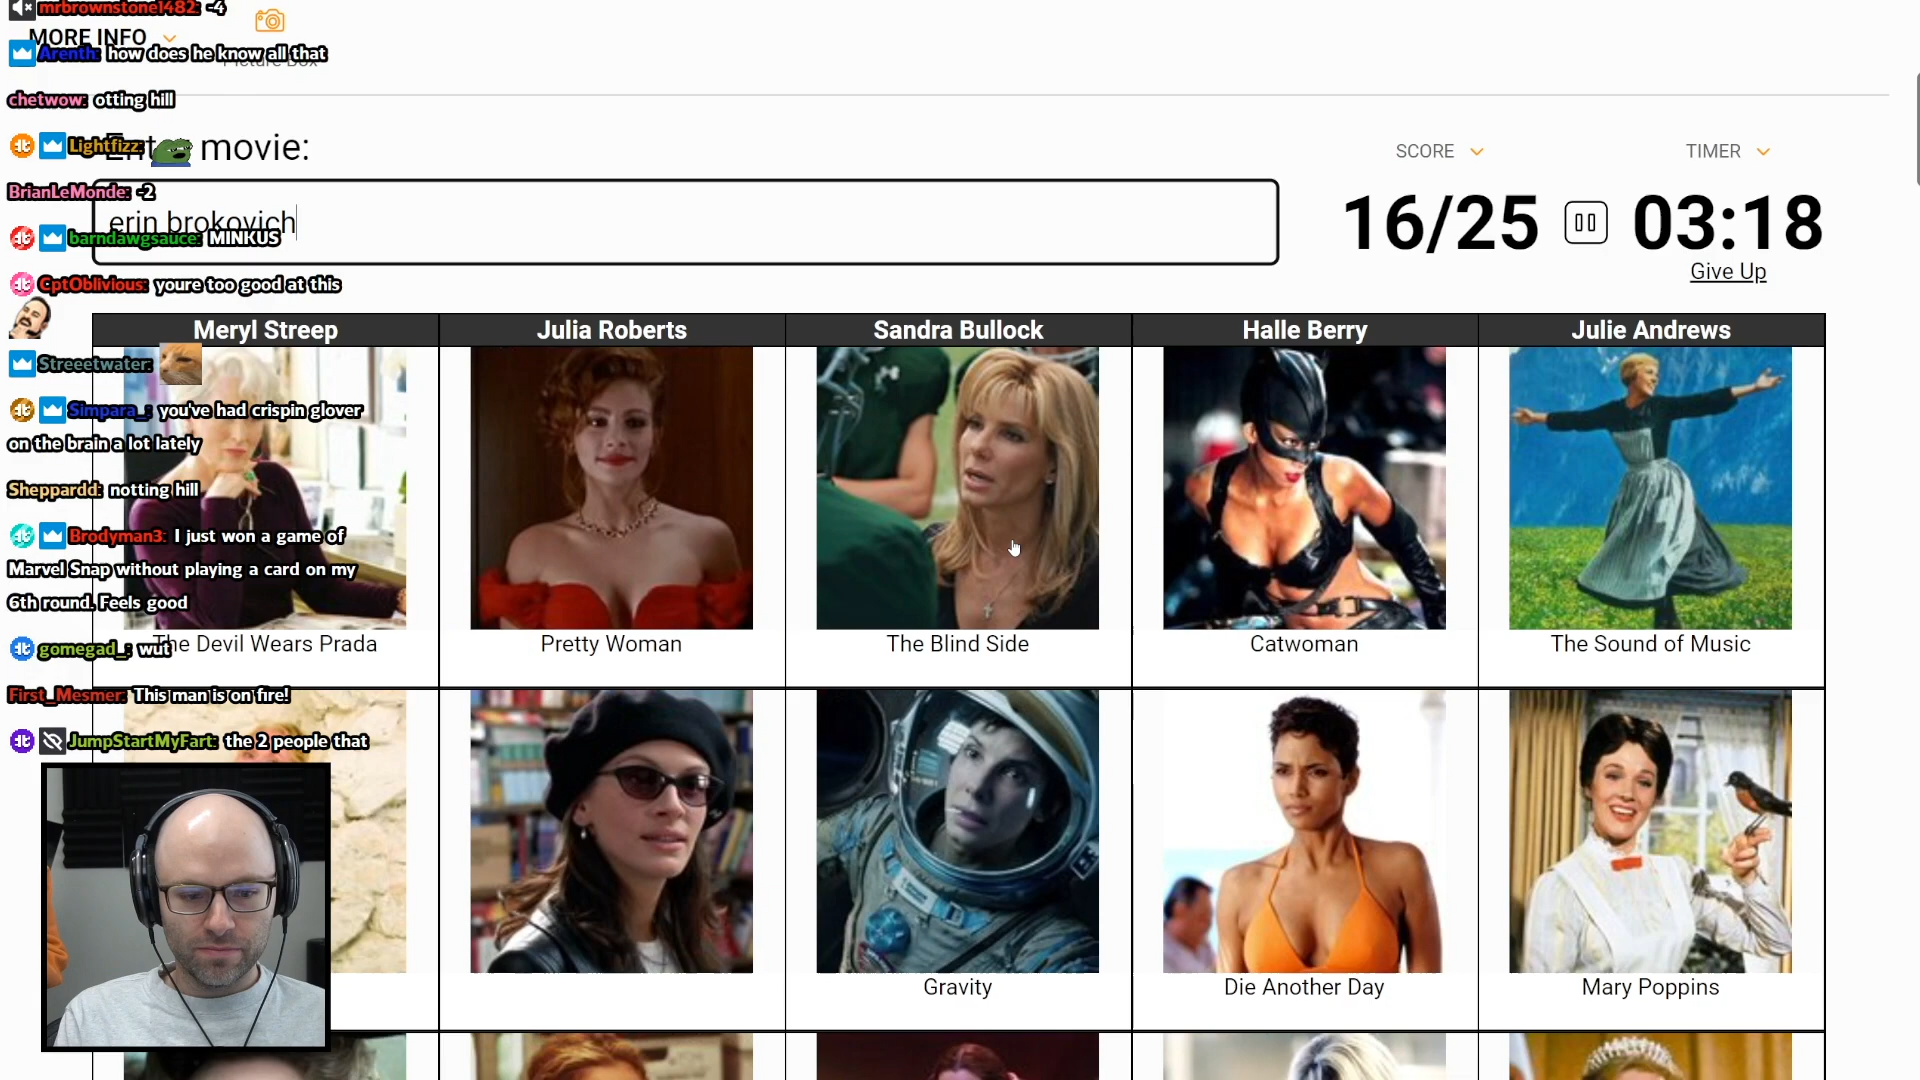 mrbrownstone1482: -4
MORE INFO
Arenth: how does he know all that
Picture Box
chetwow: otting hill
Lightfizz:
Enter movie:
SCORE
TIMER
BrianLeMonde: -2
erin brokovich
16/25
03:18
barndawgsauce: MINKUS
Give Up
CptOblivious: youre too good at this
Meryl Streep
Julia Roberts
Sandra Bullock
Halle Berry
Julie Andrews
Streeetwater:
Simpara_: you've had crispin glover
on the brain a lot lately
Sheppardd: notting hill
Brodyman3: I just won a game of
Marvel Snap without playing a card on my
6th round. Feels good
gomegad_: wut
The Devil Wears Prada
Pretty Woman
The Blind Side
Catwoman
The Sound of Music
First_Mesmer: This man is on fire!
JumpStartMyFart: the 2 people that
Gravity
Die Another Day
Mary Poppins